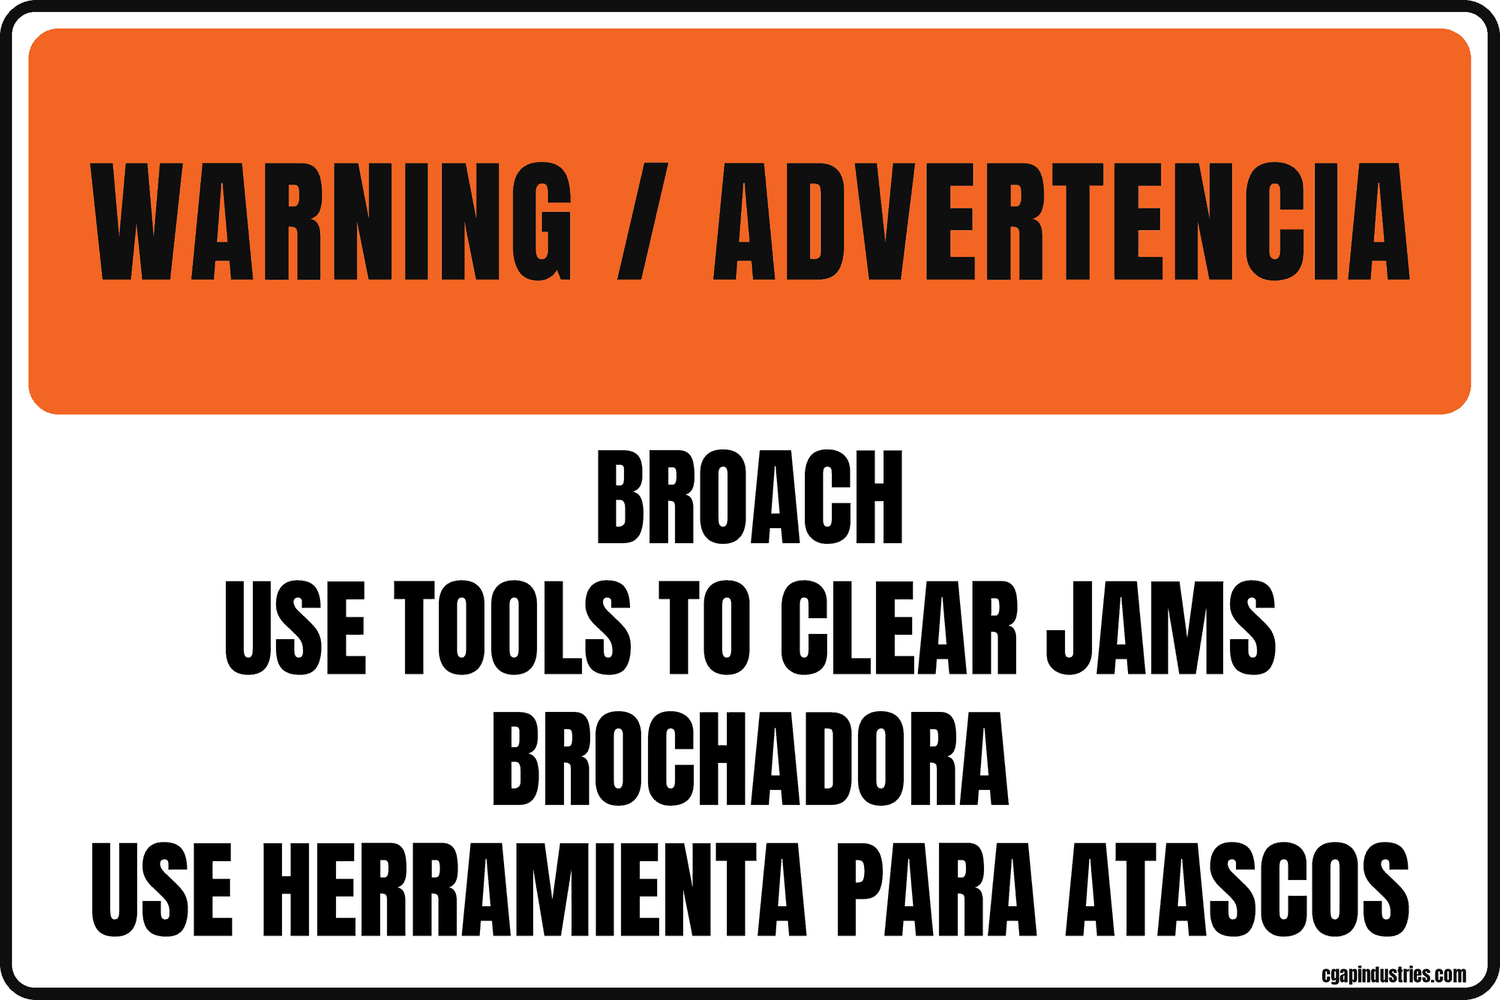 WARNING / ADVERTENCIA
BROACH
USE TOOLS TO CLEAR JAMS
BROCHADORA
USE HERRAMIENTA PARA ATASCOS
cgapindustries.com